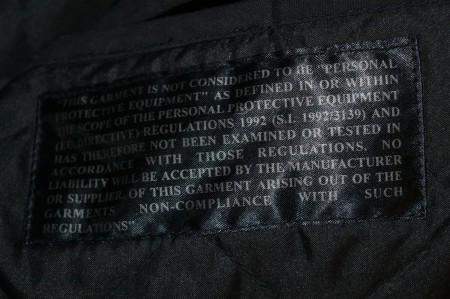 "THIS GARMENT IS NOT CONSIDERED TO BE "PERSONAL
PROTECTIVE EQUIPMENT" AS DEFINED IN OR WITHIN
THE SCOPE OF THE PERSONAL PROTECTIVE EQUIPMENT
(EC DIRECTIVE) REGULATIONS 1992 (S.I. 1992/3139) AND
HAS THEREFORE NOT BEEN EXAMINED OR TESTED IN
ACCORDANCE WITH THOSE REGULATIONS. NO
LIABILITY WILL BE ACCEPTED BY THE MANUFACTURER
OR SUPPLIER, OF THIS GARMENT ARISING OUT OF THE
GARMENTS NON-COMPLIANCE WITH SUCH
REGULATIONS"